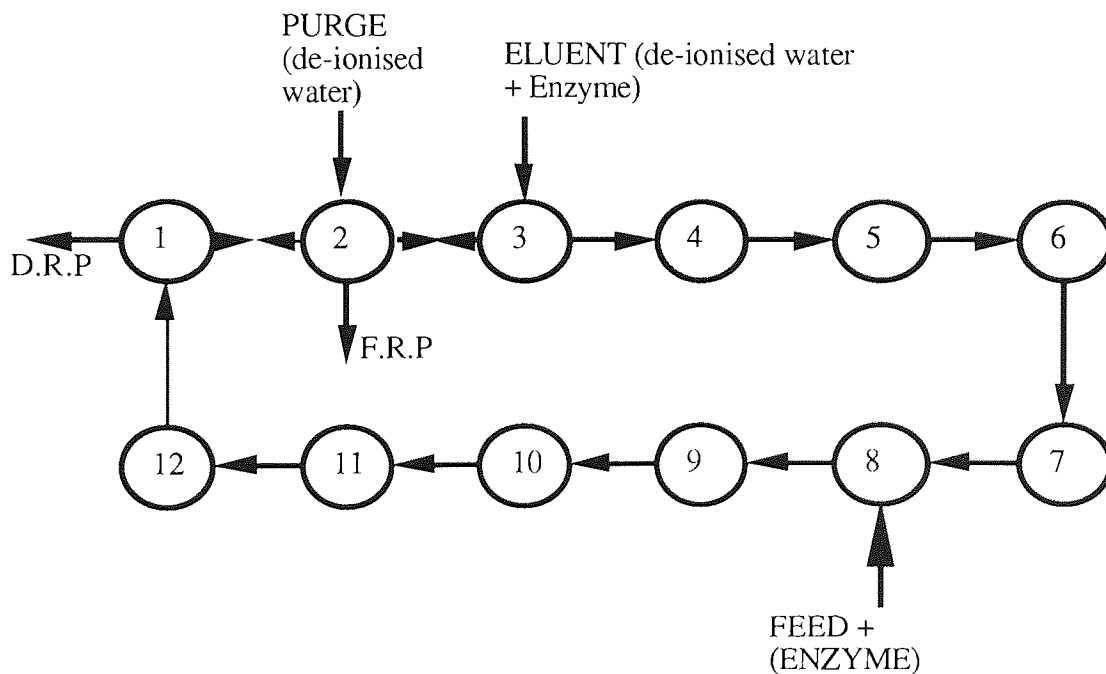 PURGE
(de-ionised
water)
ELUENT (de-ionised water
+ Enzyme)
1
2
3
4
5
6
D.R.P
F.R.P
12
11
10
9
8
7
FEED +
(ENZYME)